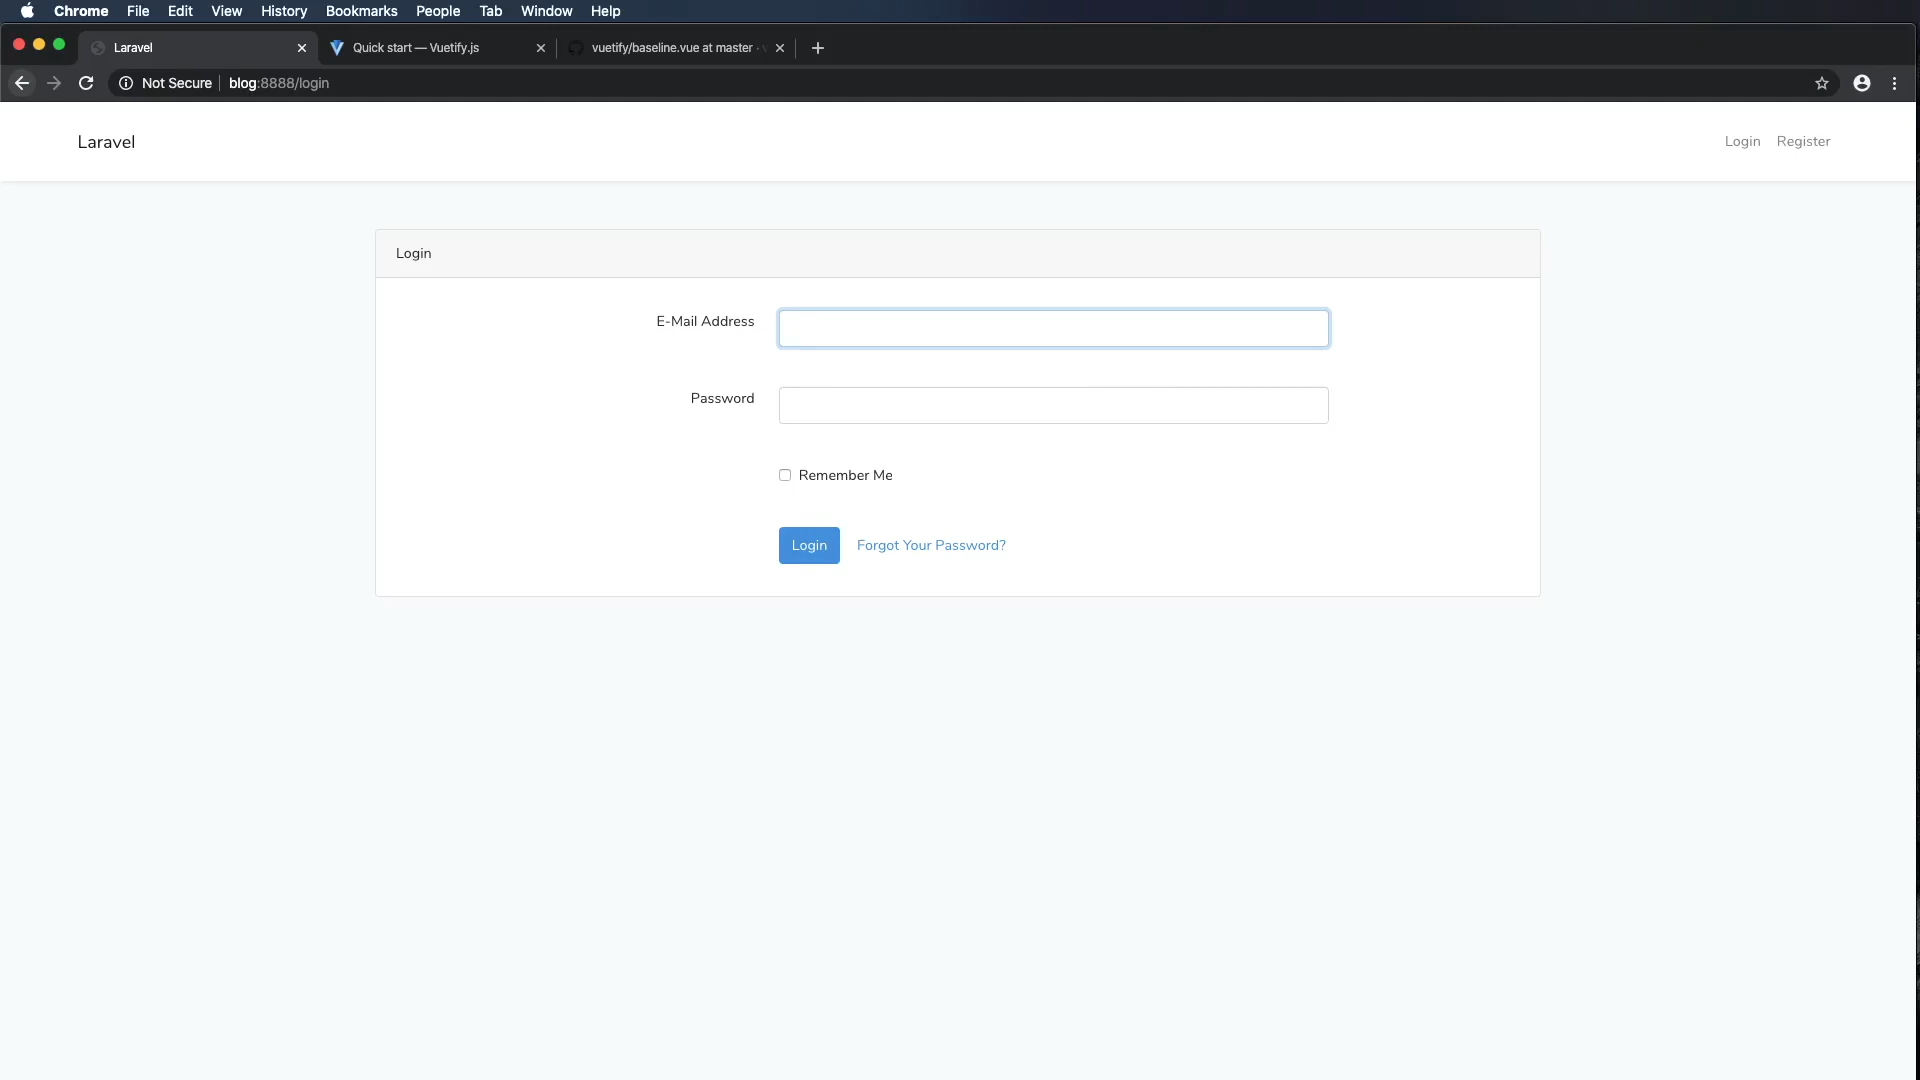 Chrome File Edit View History Bookmarks People Tab Window Help
Laravel Quick start — Vuetify.js vuetify/baseline.vue at master ·
Not Secure blog:8888/login
Laravel Login Register
Login
E-Mail Address
Password
Remember Me
Login Forgot Your Password?